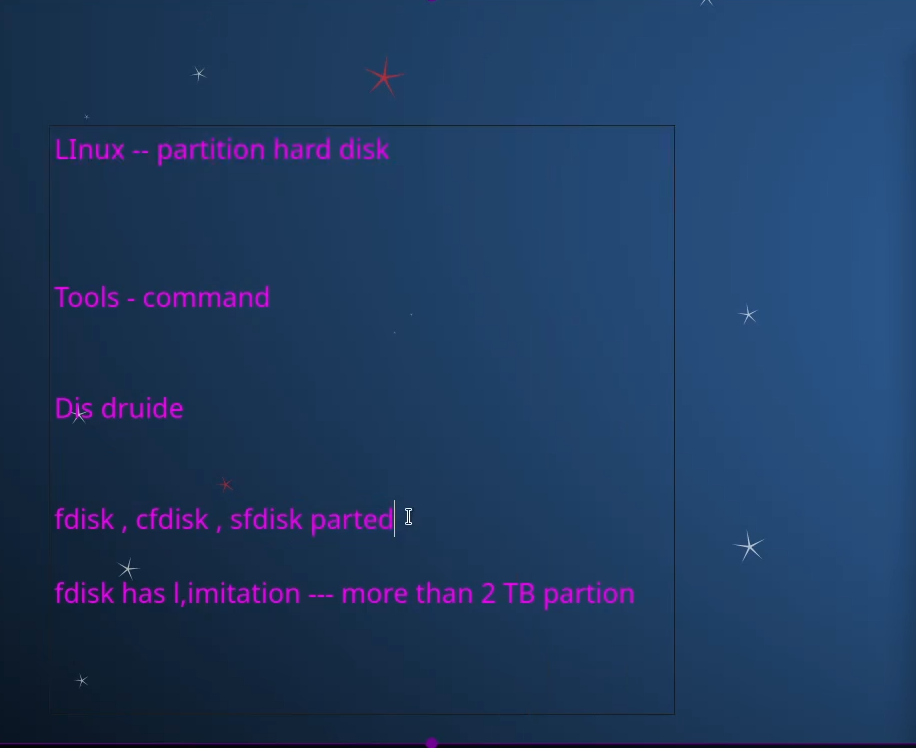 LInux -- partition hard disk
Tools - command
Dis druide
fdisk , cfdisk , sfdisk parted
fdisk has l,imitation --- more than 2 TB partion